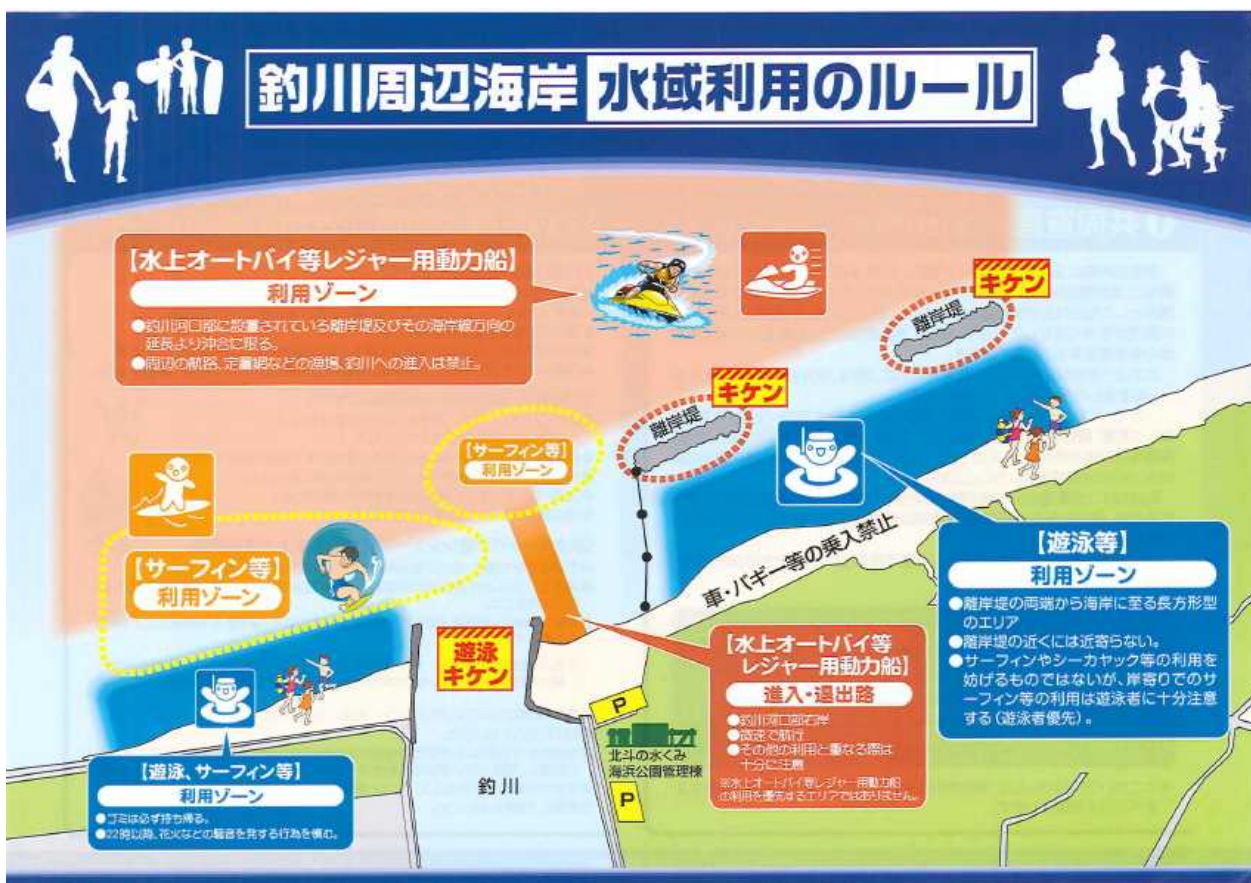 釣川周辺海岸 水域利用のルール
【水上オートバイ等レジャー用動力船】
利用ゾーン
●釣川河口部に設置されている離岸堤及びその海岸線方向の
延長より沖合に限る。
●周辺の航路、定置網などの漁場、釣川への進入は禁止。
キケン
離岸堤
キケン
離岸堤
【サーフィン等】
利用ゾーン
【サーフィン等】
利用ゾーン
車・バギー等の乗入禁止
【遊泳等】
利用ゾーン
●離岸堤の両端から海岸に至る長方形型
のエリア
●離岸堤の近くには近寄らない。
●サーフィンやシーカヤック等の利用を
妨げるものではないが、岸寄りでのサ
ーフィン等の利用は遊泳者に十分注意
する(遊泳者優先)。
遊泳
キケン
【水上オートバイ等
レジャー用動力船】
進入・退出路
●釣川河口部右岸
●微速で航行
●その他の利用と重なる際は
十分に注意
※水上オートバイ等レジャー用動力船
の利用を優先するエリアではありません。
P
北斗の水くみ
海浜公園管理棟
P
釣川
【遊泳、サーフィン等】
利用ゾーン
●ゴミは必ず持ち帰る。
●22時以降、花火などの騒音を発する行為を慎む。